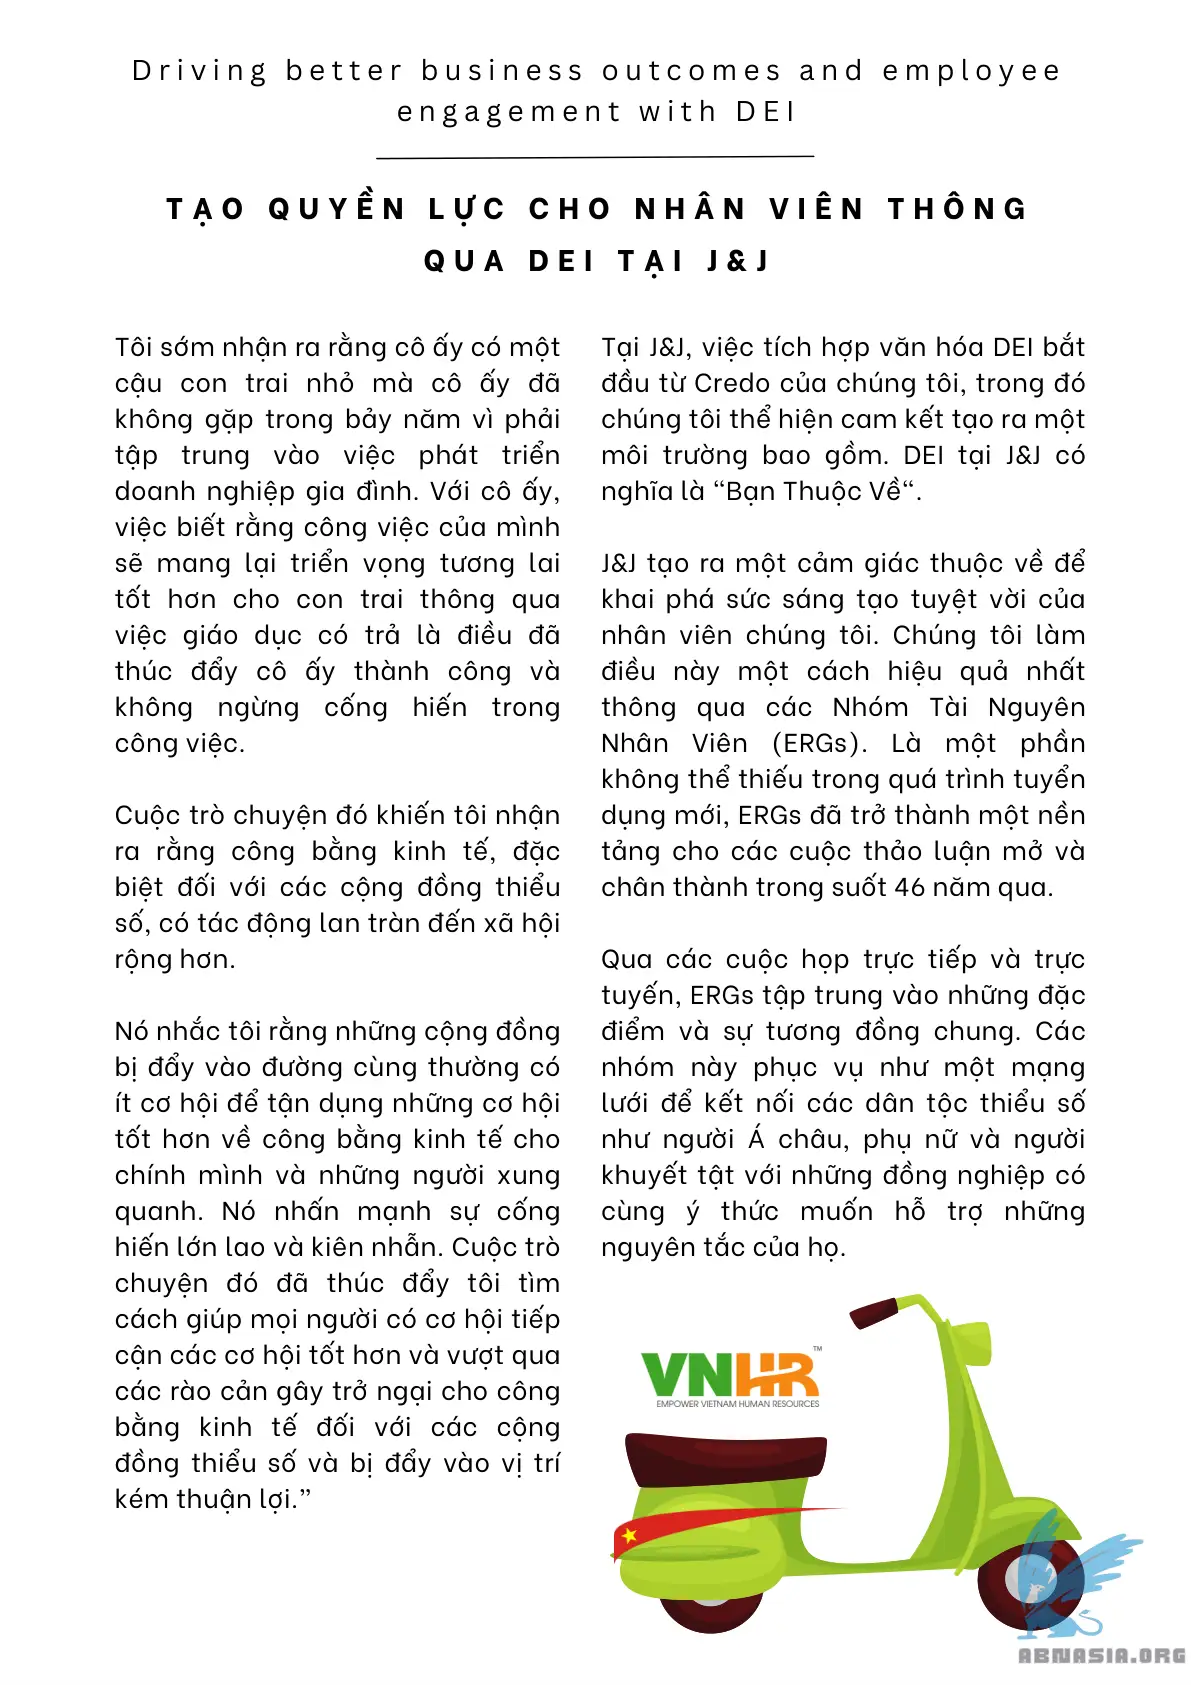 Driving better business outcomes and employee
engagement with DEI
TẠO QUYỀN LỰC CHO NHÂN VIÊN THÔNG
QUA DEI TẠI J&J
Tôi sớm nhận ra rằng cô ấy có một
cậu con trai nhỏ mà cô ấy đã
không gặp trong bảy năm vì phải
tập trung vào việc phát triển
doanh nghiệp gia đình. Với cô ấy,
việc biết rằng công việc của mình
sẽ mang lại triển vọng tương lai
tốt hơn cho con trai thông qua
việc giáo dục có trả là điều đã
thúc đẩy cô ấy thành công và
không ngừng cống hiến trong
công việc.
Cuộc trò chuyện đó khiến tôi nhận
ra rằng công bằng kinh tế, đặc
biệt đối với các cộng đồng thiểu
số, có tác động lan tràn đến xã hội
rộng hơn.
Nó nhắc tôi rằng những cộng đồng
bị đẩy vào đường cùng thường có
ít cơ hội để tận dụng những cơ hội
tốt hơn về công bằng kinh tế cho
chính mình và những người xung
quanh. Nó nhấn mạnh sự cống
hiến lớn lao và kiên nhẫn. Cuộc trò
chuyện đó đã thúc đẩy tôi tìm
cách giúp mọi người có cơ hội tiếp
cận các cơ hội tốt hơn và vượt qua
các rào cản gây trở ngại cho công
bằng kinh tế đối với các cộng
đồng thiểu số và bị đẩy vào vị trí
kém thuận lợi.”
Tại J&J, việc tích hợp văn hóa DEI bắt
đầu từ Credo của chúng tôi, trong đó
chúng tôi thể hiện cam kết tạo ra một
môi trường bao gồm. DEI tại J&J có
nghĩa là “Bạn Thuộc Về“.
J&J tạo ra một cảm giác thuộc về để
khai phá sức sáng tạo tuyệt vời của
nhân viên chúng tôi. Chúng tôi làm
điều này một cách hiệu quả nhất
thông qua các Nhóm Tài Nguyên
Nhân Viên (ERGs). Là một phần
không thể thiếu trong quá trình tuyển
dụng mới, ERGs đã trở thành một nền
tảng cho các cuộc thảo luận mở và
chân thành trong suốt 46 năm qua.
Qua các cuộc họp trực tiếp và trực
tuyến, ERGs tập trung vào những đặc
điểm và sự tương đồng chung. Các
nhóm này phục vụ như một mạng
lưới để kết nối các dân tộc thiểu số
như người Á châu, phụ nữ và người
khuyết tật với những đồng nghiệp có
cùng ý thức muốn hỗ trợ những
nguyên tắc của họ.
VNHR™
EMPOWER VIETNAM HUMAN RESOURCES
ABNASIA.ORG